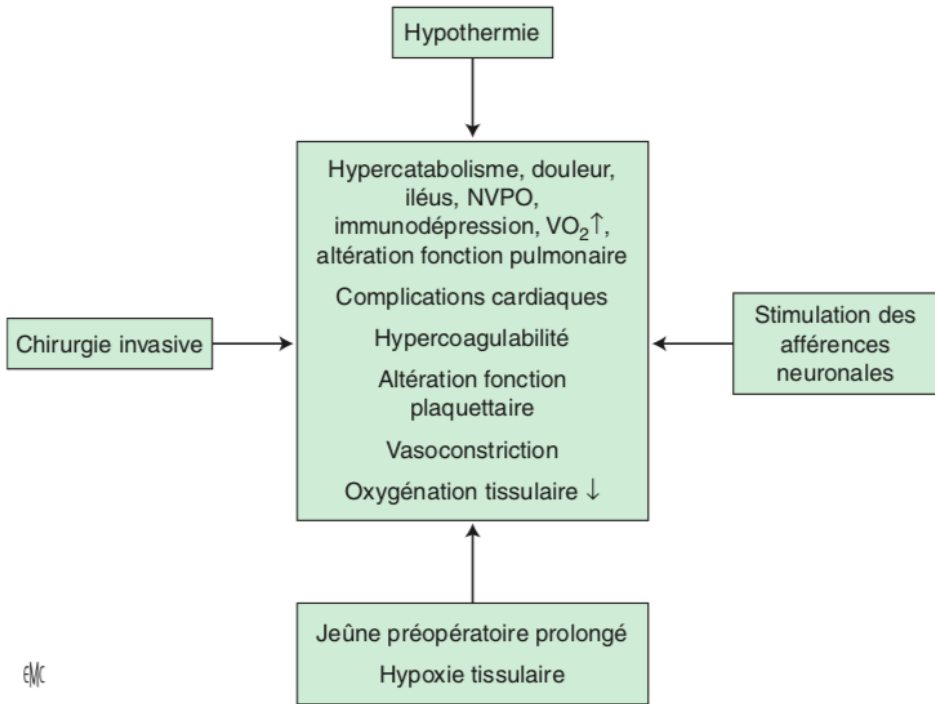 Hypothermie
Hypercatabolisme, douleur,
iléus, NVPO,
immunodépression, VO₂↑,
altération fonction pulmonaire
Complications cardiaques
Hypercoagulabilité
Altération fonction
plaquettaire
Vasoconstriction
Oxygénation tissulaire ↓
Chirurgie invasive
Stimulation des
afférences
neuronales
Jeûne préopératoire prolongé
Hypoxie tissulaire
EMC